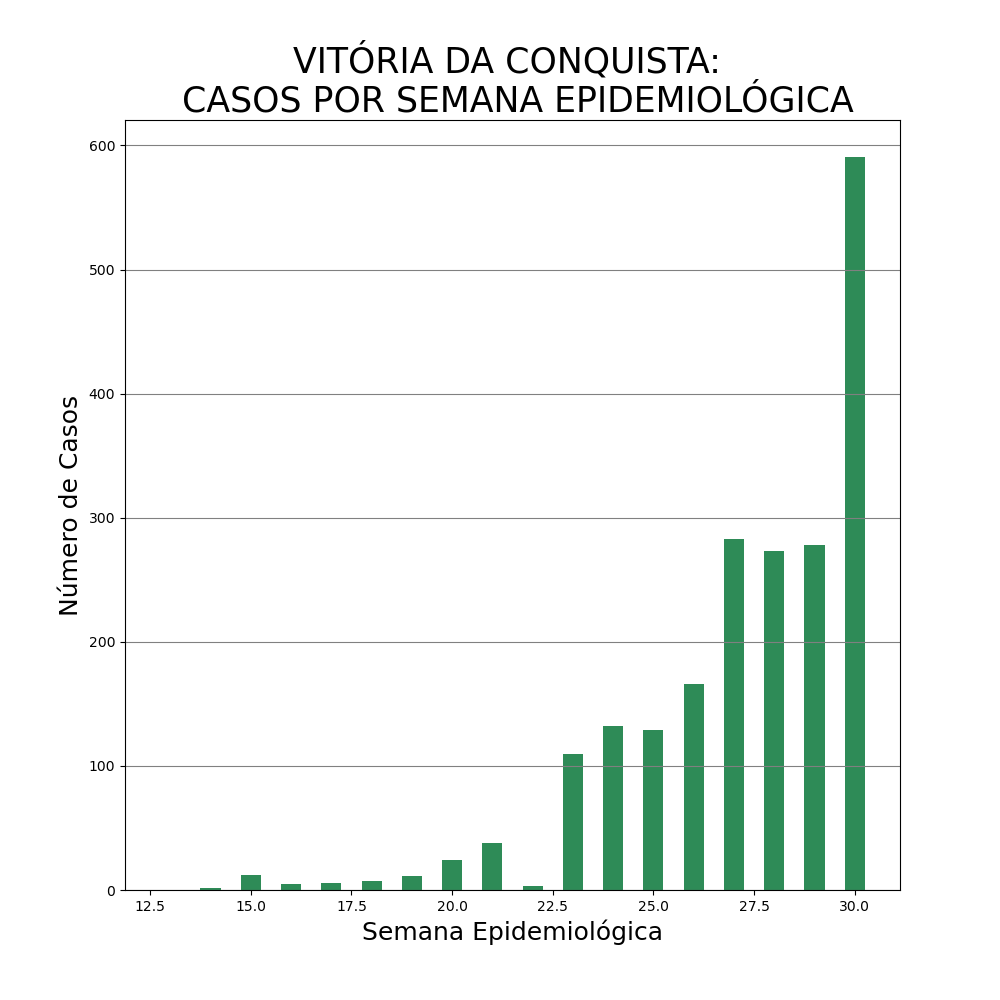 VITÓRIA DA CONQUISTA:
CASOS POR SEMANA EPIDEMIOLÓGICA
600
500
400
300
200
100
0
Número de Casos
12.5 15.0 17.5 20.0 22.5 25.0 27.5 30.0
Semana Epidemiológica